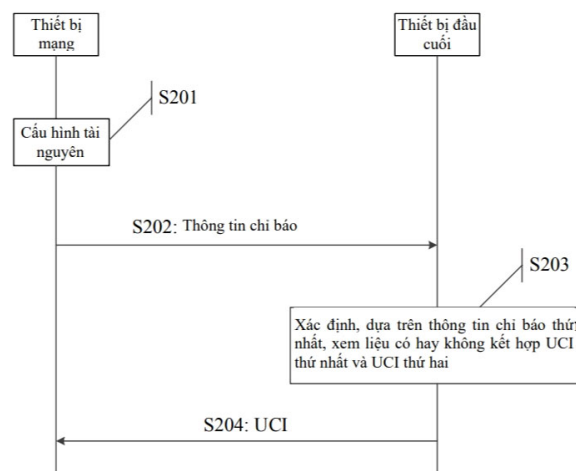 Thiết bị
mạng
Thiết bị đầu
cuối
S201
Cấu hình tài
nguyên
S202: Thông tin chỉ báo
S203
Xác định, dựa trên thông tin chỉ báo thứ
nhất, xem liệu có hay không kết hợp UCI
thứ nhất và UCI thứ hai
S204: UCI